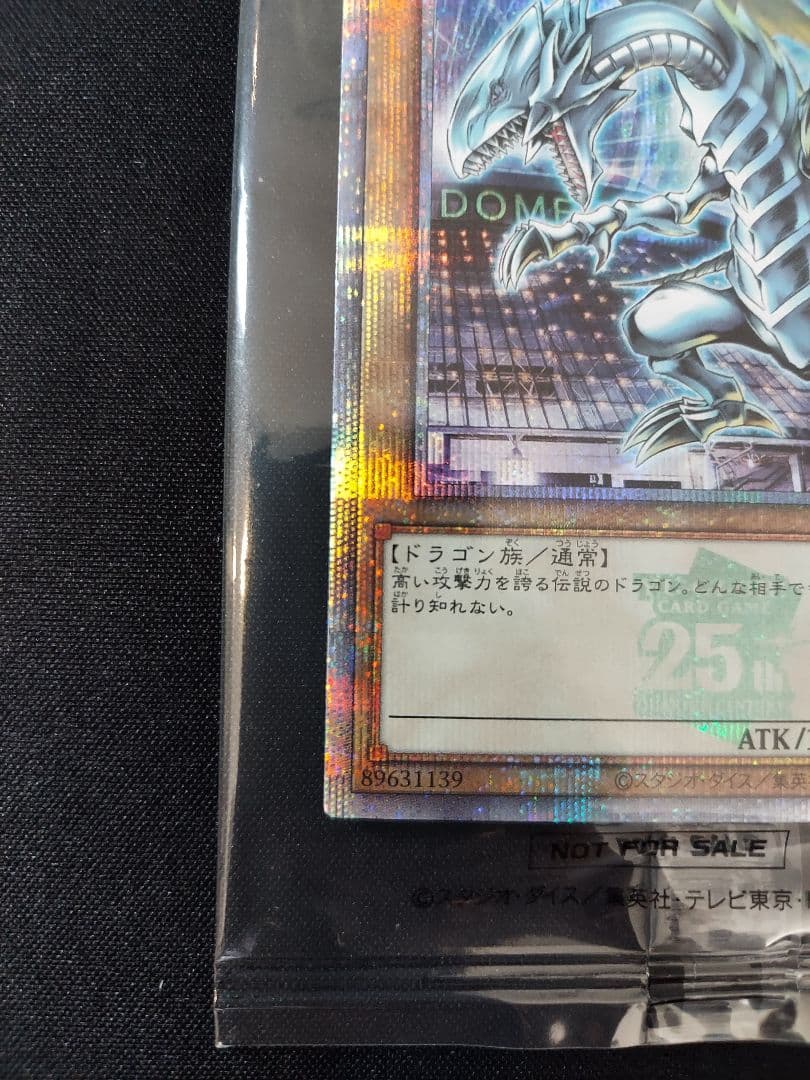 DOME
【ドラゴン族／通常】
高い攻撃力を誇る伝説のドラゴン。どんな相手で
計り知れない。
CARD GAME
25th
ATK/
89631139
©スタジオ・ダイス／集英
NOT FOR SALE
©スタジオ・ダイス／集英社・テレビ東京・